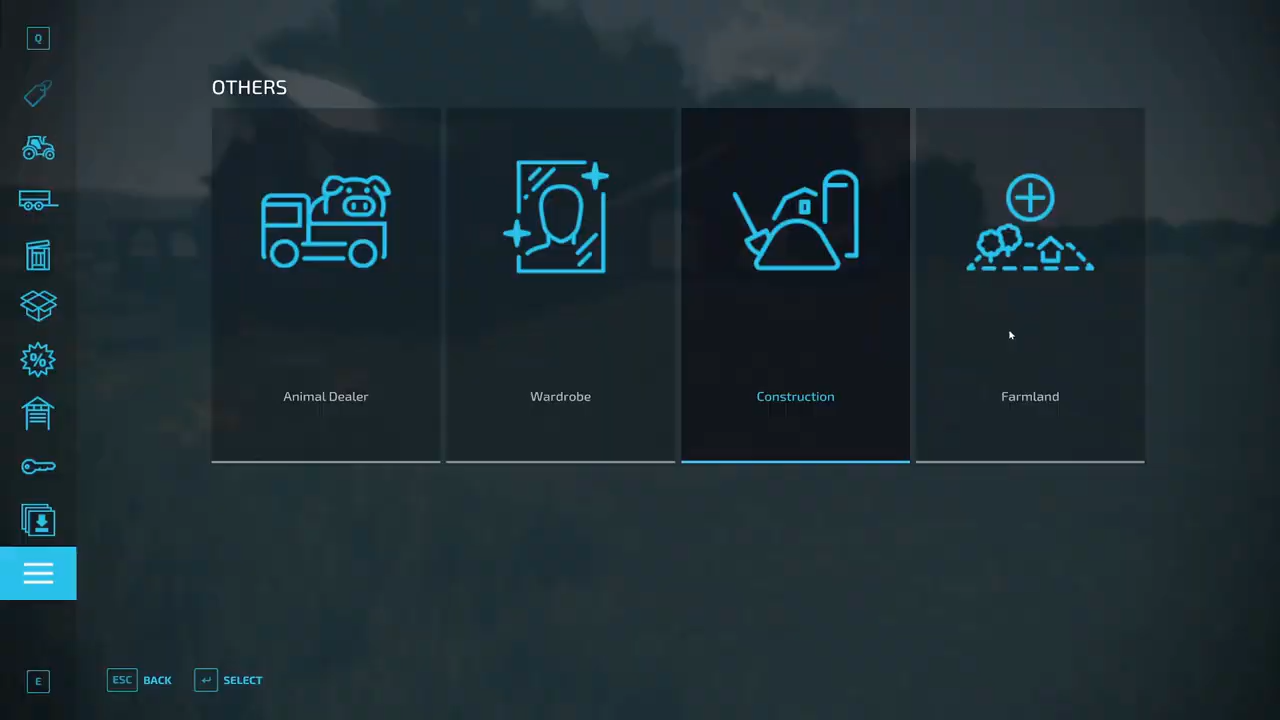 Q
OTHERS
%
Animal Dealer
Wardrobe
Construction
Farmland
E
ESC BACK
SELECT